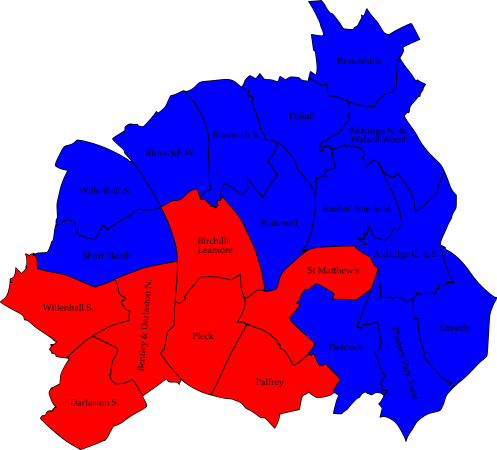 Brownhills
Pelsall
Aldridge N. &
Walsall Wood
Bloxwich E.
Bloxwich W.
Willenhall N.
Rushall-Shelfield
Blakenall
Birchills
Leamore
Short Heath
Aldridge C. & S.
St Matthew's
Willenhall S.
Bentley & Darlaston N.
Pleck
Paddock
Pheasey Park Farm
Streetly
Palfrey
Darlaston S.